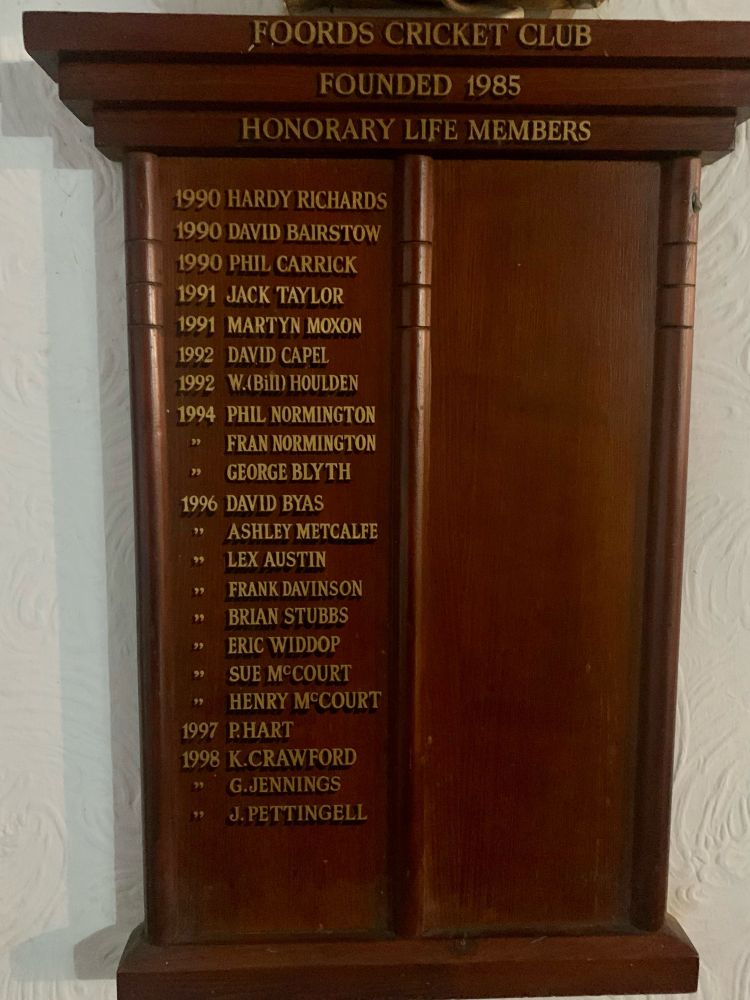 FOORDS CRICKET CLUB
FOUNDED 1985
HONORARY LIFE MEMBERS
1990 HARDY RICHARDS
1990 DAVID BAIRSTOW
1990 PHIL CARRICK
1991 JACK TAYLOR
1991 MARTYN MOXON
1992 DAVID CAPEL
1992 W.(Bill) HOULDEN
1994 PHIL NORMINGTON
" FRAN NORMINGTON
" GEORGE BLYTH
1996 DAVID BYAS
" ASHLEY METCALFE
" LEX AUSTIN
" FRANK DAVINSON
" BRIAN STUBBS
" ERIC WIDDOP
" SUE McCOURT
" HENRY McCOURT
1997 P.HART
1998 K.CRAWFORD
" G.JENNINGS
" J.PETTINGELL